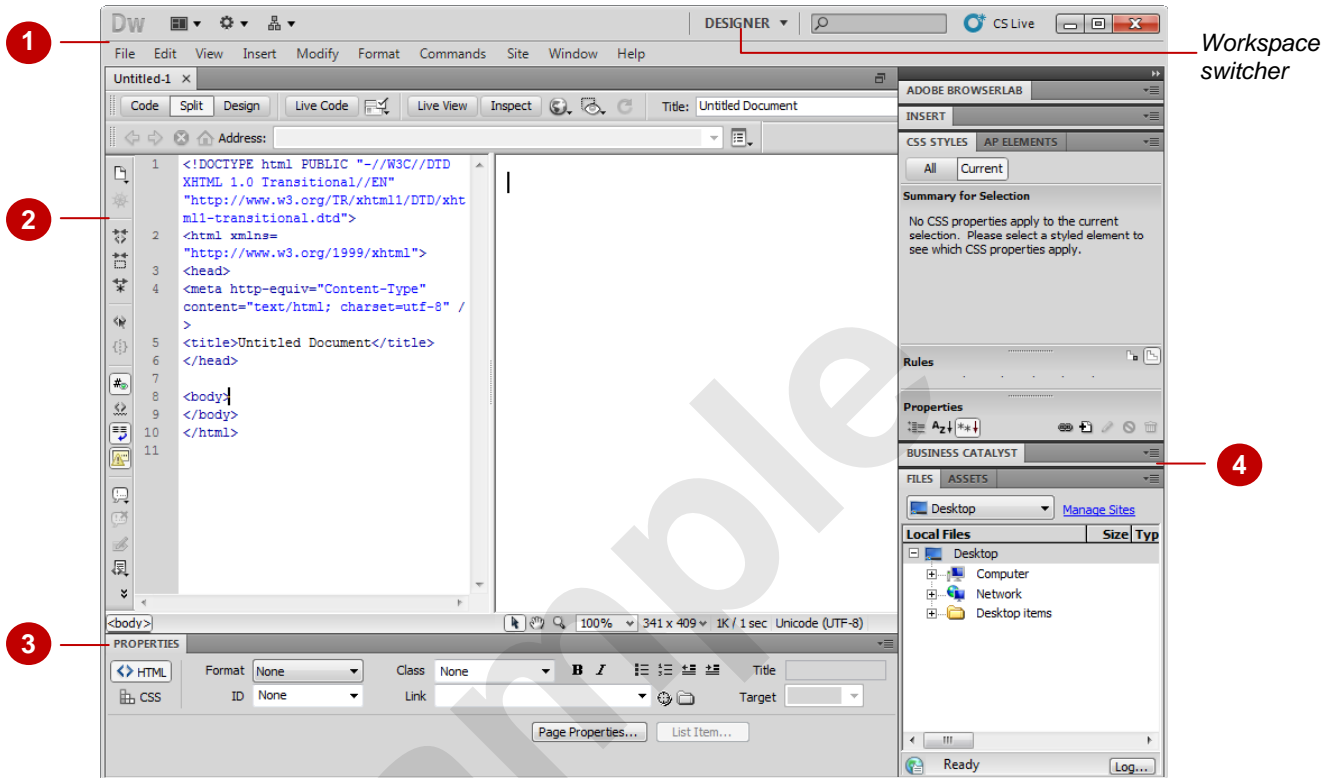 Dw
DESIGNER
CS Live
1
File Edit View Insert Modify Format Commands Site Window Help
Workspace
switcher
Untitled-1 ×
Code Split Design Live Code Live View Inspect Title: Untitled Document
Address:
1 <!DOCTYPE html PUBLIC "-//W3C//DTD
XHTML 1.0 Transitional//EN"
"http://www.w3.org/TR/xhtml1/DTD/xht
ml1-transitional.dtd">
2 <html xmlns=
"http://www.w3.org/1999/xhtml">
3 <head>
4 <meta http-equiv="Content-Type"
content="text/html; charset=utf-8" /
>
5 <title>Untitled Document</title>
6 </head>
7
8 <body>
9 </body>
10 </html>
11
2
ADOBE BROWSERLAB
INSERT
CSS STYLES AP ELEMENTS
All Current
Summary for Selection
No CSS properties apply to the current
selection. Please select a styled element to
see which CSS properties apply.
Rules
Properties
BUSINESS CATALYST
4
FILES ASSETS
Desktop Manage Sites
Local Files Size Typ
Desktop
Computer
Network
Desktop items
Ready Log...
<body> 100% 341 x 409 1K / 1 sec Unicode (UTF-8)
3
PROPERTIES
<> HTML Format None Class None B I Title
CSS ID None Link Target
Page Properties... List Item...
ample